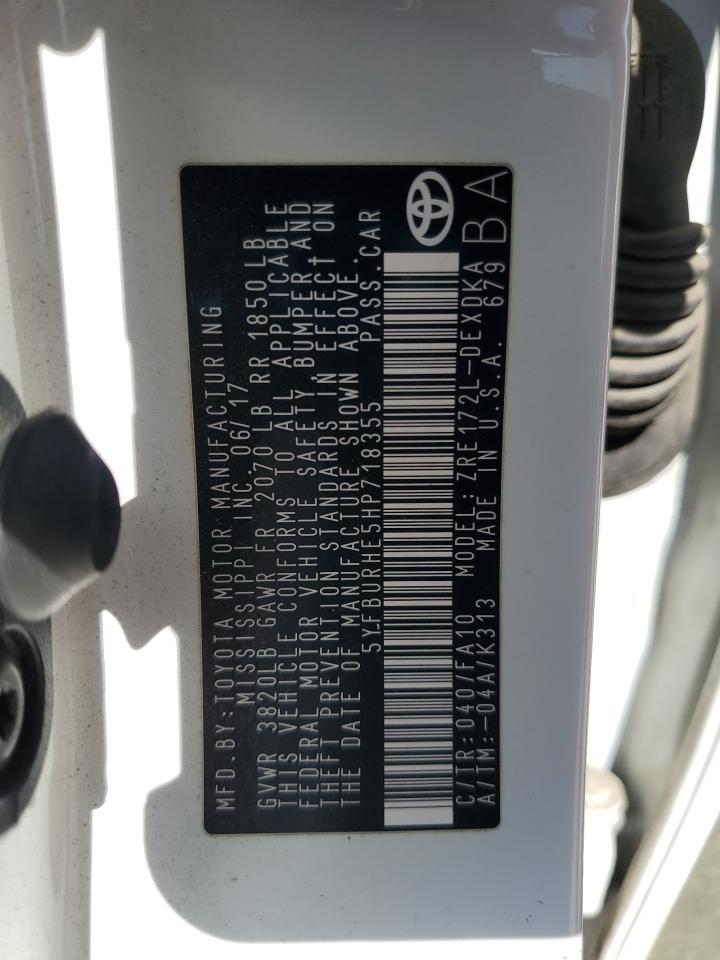 MFD.BY:TOYOTA MOTOR MANUFACTURING
MISSISSIPPI INC. 06/17
GVWR 3820LB GAWR FR 2070LB RR 1850LB
THIS VEHICLE CONFORMS TO ALL APPLICABLE
FEDERAL MOTOR VEHICLE SAFETY, BUMPER AND
THEFT PREVENTION STANDARDS IN EFFECT ON
THE DATE OF MANUFACTURE SHOWN ABOVE.
5YFBURHE5HP718355 PASS.CAR
C/TR:040/FA10 MODEL:ZRE172L-DEXDKA
A/TM:-04A/K313 MADE IN U.S.A. 679
BA